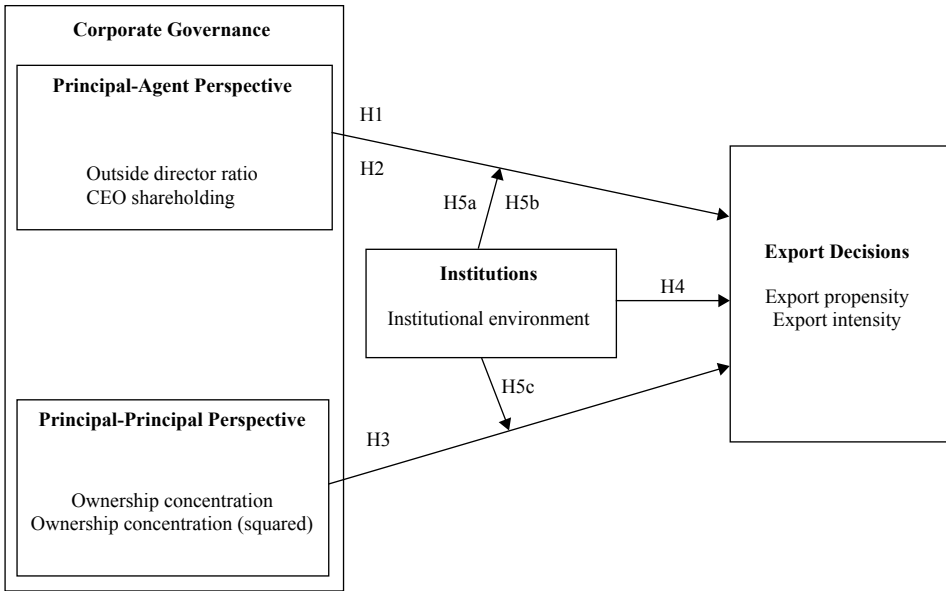 Corporate Governance
Principal-Agent Perspective
Outside director ratio
CEO shareholding
H1
H2
H5a
H5b
Institutions
Institutional environment
H4
Export Decisions
Export propensity
Export intensity
H5c
Principal-Principal Perspective
H3
Ownership concentration
Ownership concentration (squared)